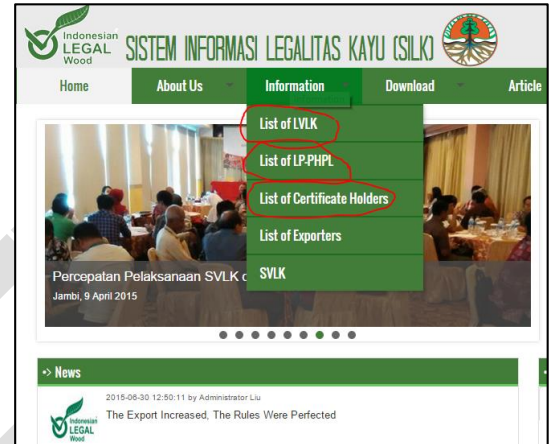 Indonesian
LEGAL
Wood
SISTEM INFORMASI LEGALITAS KAYU (SILK)
Home
About Us
Information
Download
Article
List of LVLK
List of LP-PHPL
List of Certificate Holders
List of Exporters
SVLK
Percepatan Pelaksanaan SVLK
Jambi, 9 April 2015
News
2015-06-30 12:50:11 by Administrator Liu
The Export Increased, The Rules Were Perfected
Indonesian
LEGAL
Wood